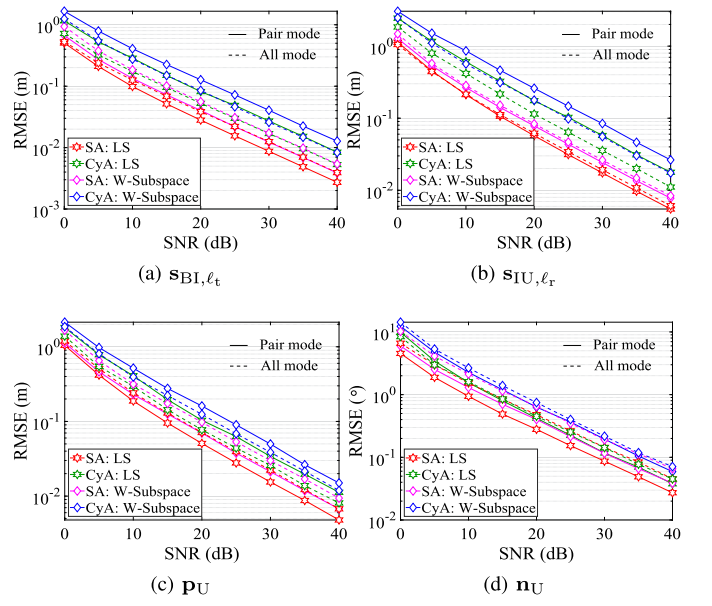 RMSE (m)
10^0
10^-1
10^-2
10^-3
Pair mode
All mode
SA: LS
CyA: LS
SA: W-Subspace
CyA: W-Subspace
0 10 20 30 40
SNR (dB)
(a) s_{BI,ℓ_t}
RMSE (m)
10^0
10^-1
10^-2
Pair mode
All mode
SA: LS
CyA: LS
SA: W-Subspace
CyA: W-Subspace
0 10 20 30 40
SNR (dB)
(b) s_{IU,ℓ_r}
RMSE (m)
10^0
10^-1
10^-2
Pair mode
All mode
SA: LS
CyA: LS
SA: W-Subspace
CyA: W-Subspace
0 10 20 30 40
SNR (dB)
(c) p_U
RMSE (°)
10^1
10^0
10^-1
10^-2
Pair mode
All mode
SA: LS
CyA: LS
SA: W-Subspace
CyA: W-Subspace
0 10 20 30 40
SNR (dB)
(d) n_U